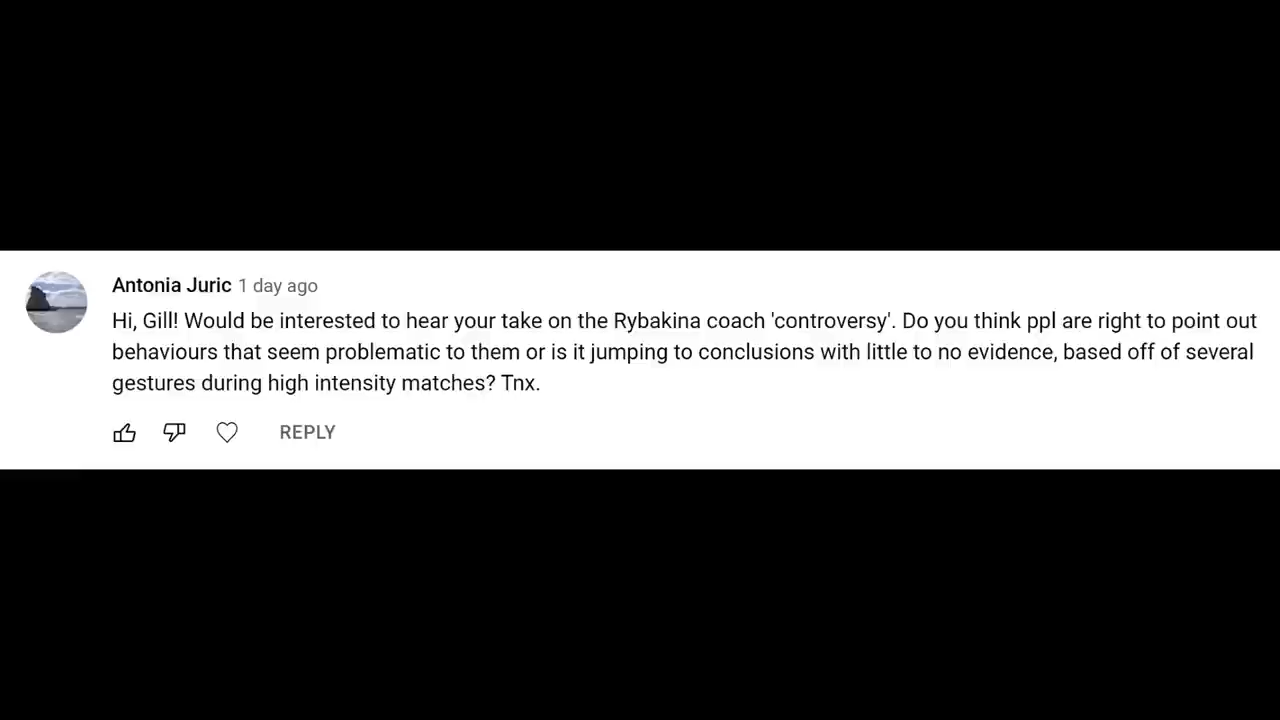 Antonia Juric 1 day ago
Hi, Gill! Would be interested to hear your take on the Rybakina coach 'controversy'. Do you think ppl are right to point out
behaviours that seem problematic to them or is it jumping to conclusions with little to no evidence, based off of several
gestures during high intensity matches? Tnx.
REPLY